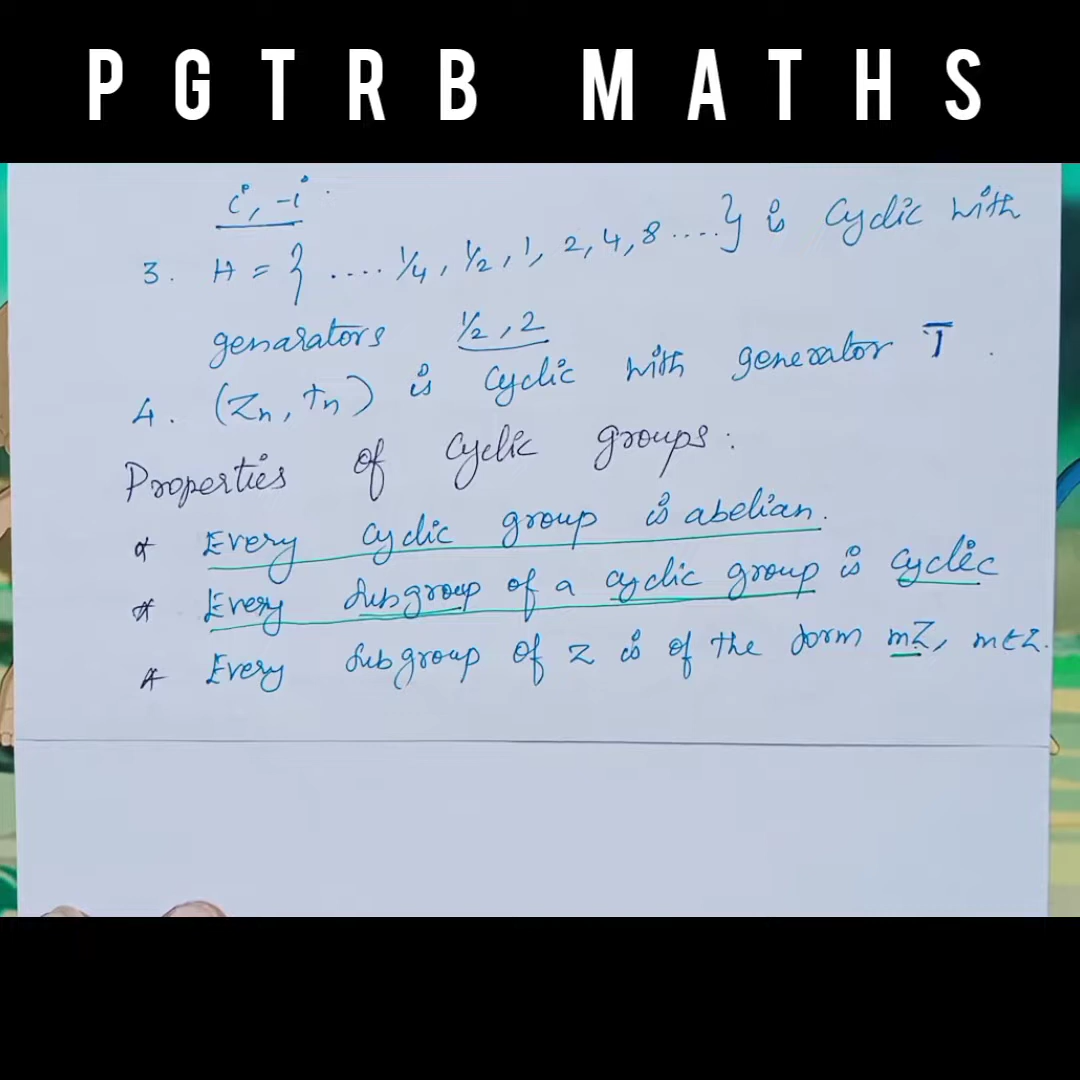 PGTRB MATHS
i, -i.
3. H = { .... 1/4, 1/2, 1, 2, 4, 8 .... } is cyclic with
genarators 1/2, 2
4. (Zn, +n) is cyclic with generator 1̅.
Properties of cyclic groups:
* Every cyclic group is abelian.
* Every subgroup of a cyclic group is cyclic
* Every subgroup of Z is of the form mZ, m∈Z.